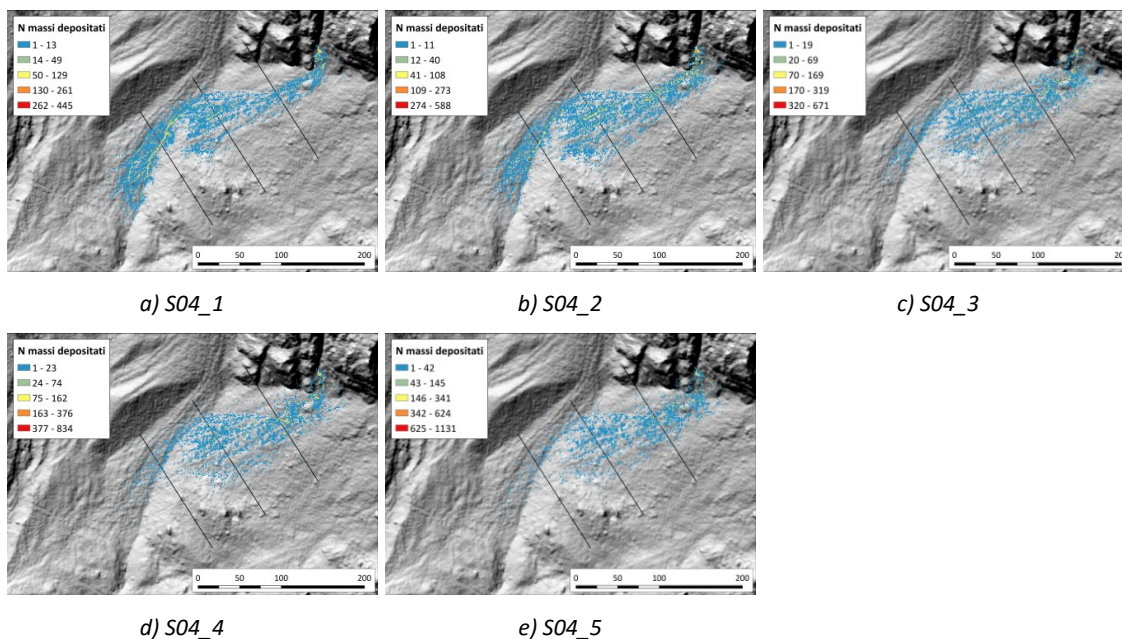 N massi depositati
1 - 13
14 - 49
50 - 129
130 - 261
262 - 445
0 50 100 200
a) S04_1
N massi depositati
1 - 11
12 - 40
41 - 108
109 - 273
274 - 588
0 50 100 200
b) S04_2
N massi depositati
1 - 19
20 - 69
70 - 169
170 - 319
320 - 671
0 50 100 200
c) S04_3
N massi depositati
1 - 23
24 - 74
75 - 162
163 - 376
377 - 834
0 50 100 200
d) S04_4
N massi depositati
1 - 42
43 - 145
146 - 341
342 - 624
625 - 1131
0 50 100 200
e) S04_5